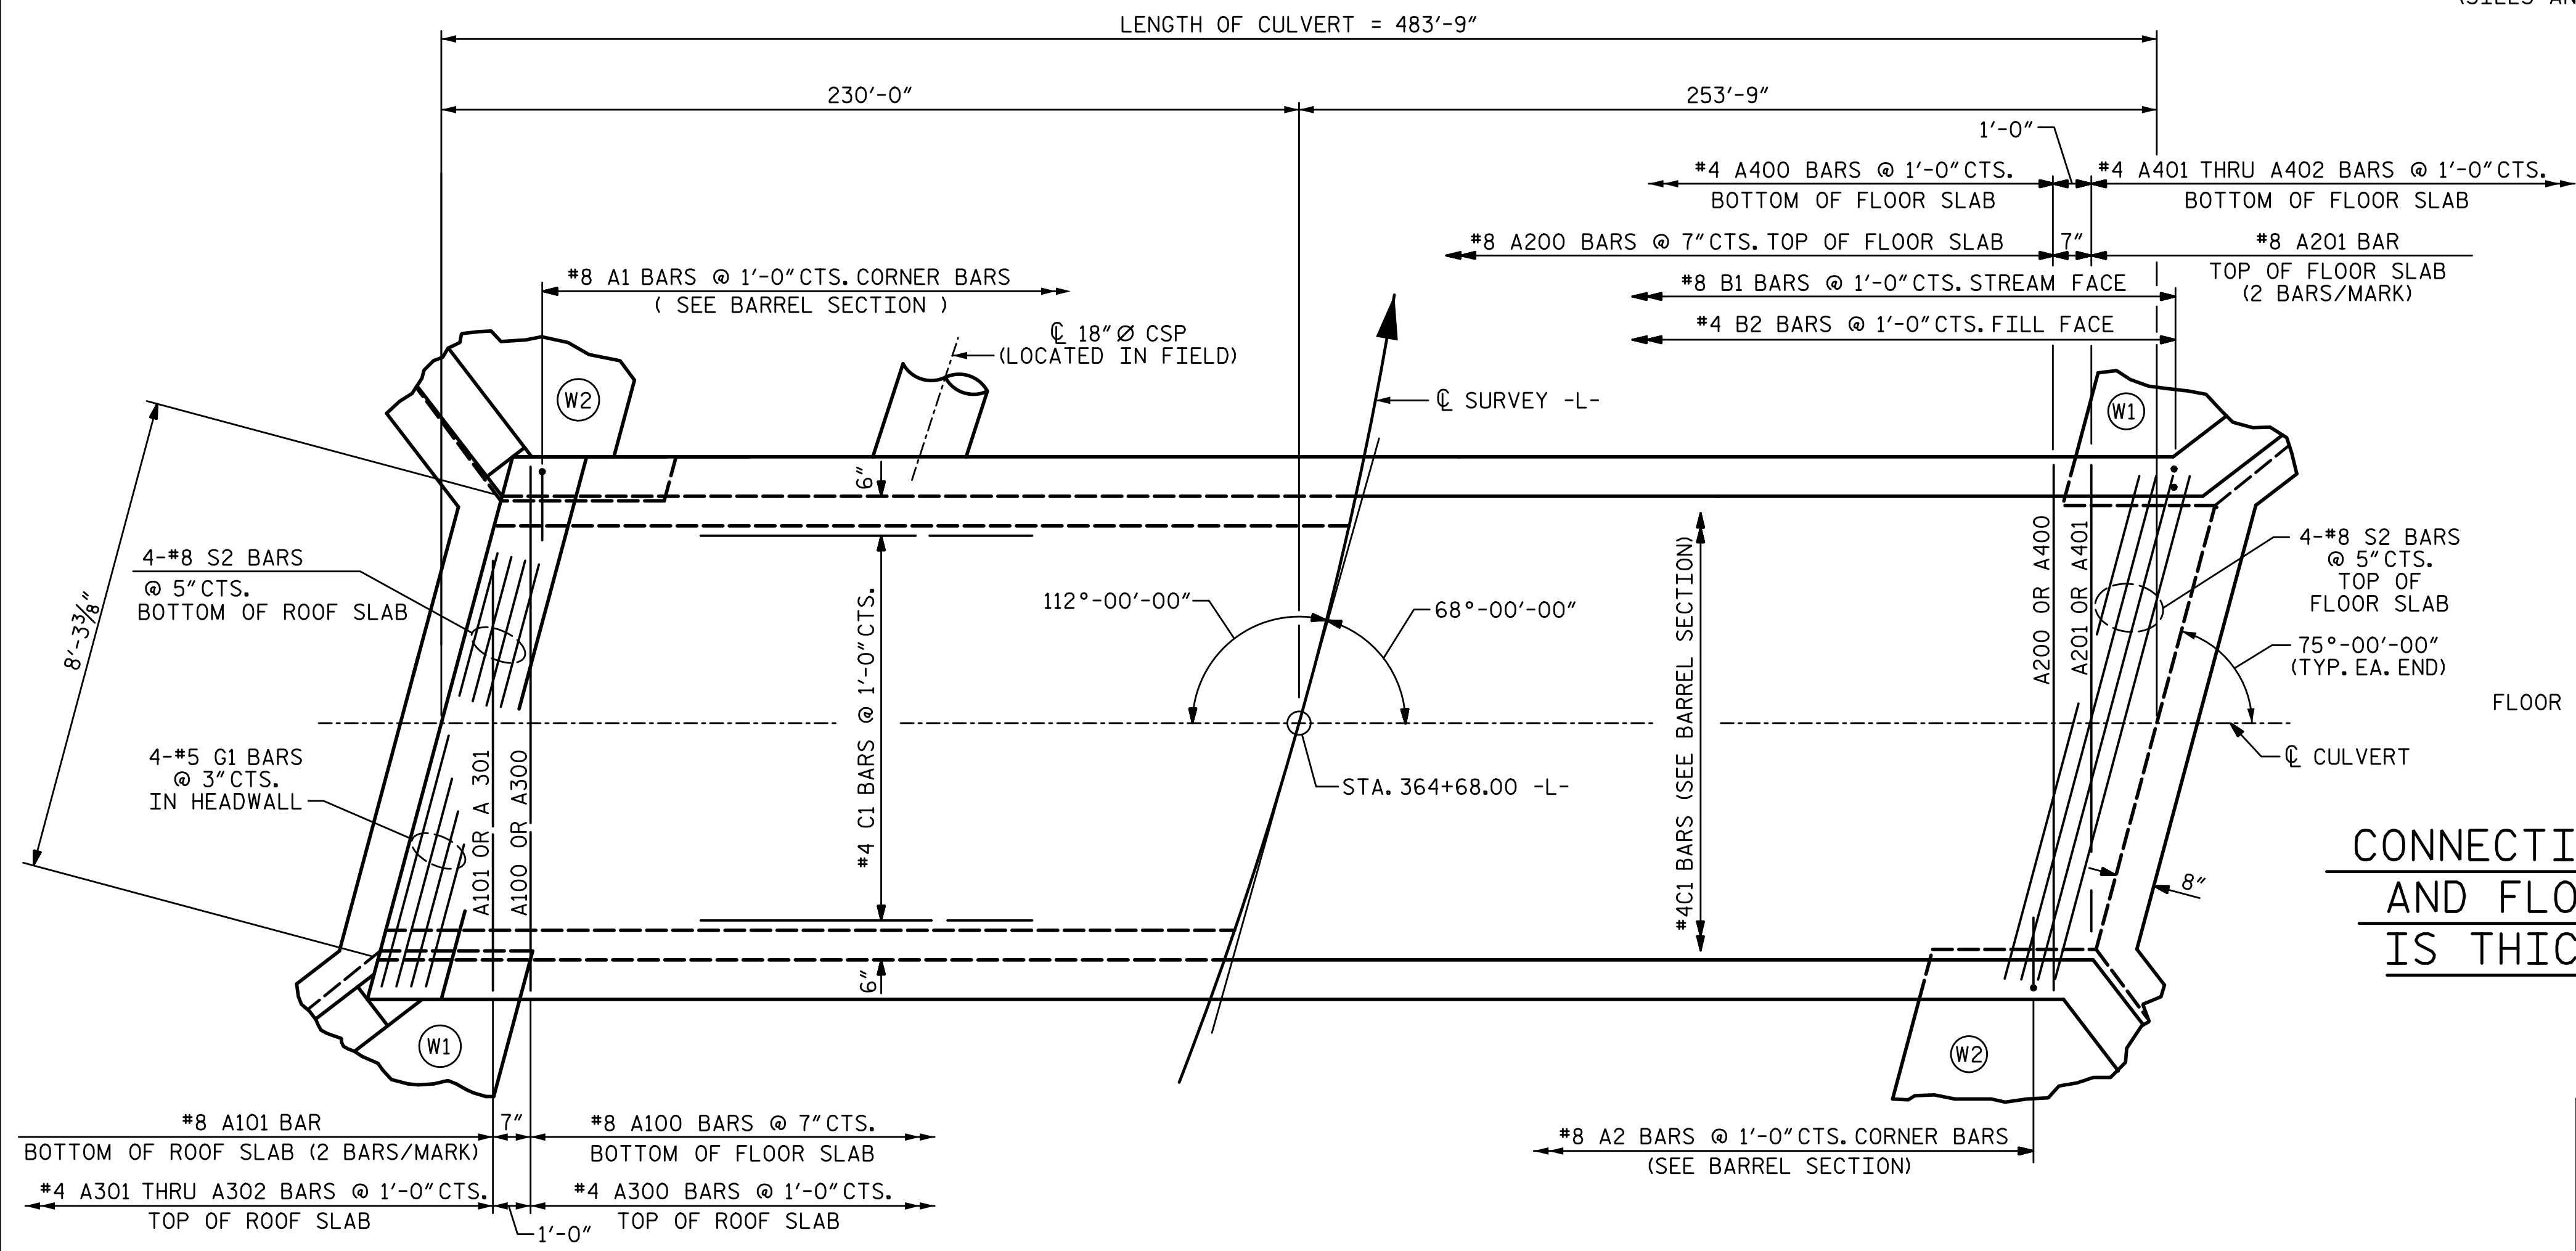 LENGTH OF CULVERT = 483'-9"
230'-0"
253'-9"
1'-0"
#4 A400 BARS @ 1'-0" CTS.
BOTTOM OF FLOOR SLAB
#4 A401 THRU A402 BARS @ 1'-0" CTS.
BOTTOM OF FLOOR SLAB
#8 A200 BARS @ 7" CTS. TOP OF FLOOR SLAB
7"
#8 A201 BAR
TOP OF FLOOR SLAB
(2 BARS/MARK)
#8 B1 BARS @ 1'-0" CTS. STREAM FACE
#4 B2 BARS @ 1'-0" CTS. FILL FACE
#8 A1 BARS @ 1'-0" CTS. CORNER BARS
( SEE BARREL SECTION )
℄ 18" Ø CSP
(LOCATED IN FIELD)
℄ SURVEY -L-
W2
W1
6"
4-#8 S2 BARS
@ 5" CTS.
BOTTOM OF ROOF SLAB
8'-3⅜"
4-#5 G1 BARS
@ 3" CTS.
IN HEADWALL
A101 OR A 301
A100 OR A300
#4 C1 BARS @ 1'-0" CTS.
112°-00'-00"
68°-00'-00"
STA. 364+68.00 -L-
#4C1 BARS (SEE BARREL SECTION)
A200 OR A400
A201 OR A401
4-#8 S2 BARS
@ 5" CTS.
TOP OF
FLOOR SLAB
75°-00'-00"
(TYP. EA. END)
FLOOR
℄ CULVERT
8"
CONNECTI
AND FLO
IS THIC
6"
W1
W2
#8 A101 BAR
BOTTOM OF ROOF SLAB (2 BARS/MARK)
7"
#8 A100 BARS @ 7" CTS.
BOTTOM OF FLOOR SLAB
#4 A301 THRU A302 BARS @ 1'-0" CTS.
TOP OF ROOF SLAB
1'-0"
#4 A300 BARS @ 1'-0" CTS.
TOP OF ROOF SLAB
#8 A2 BARS @ 1'-0" CTS. CORNER BARS
(SEE BARREL SECTION)